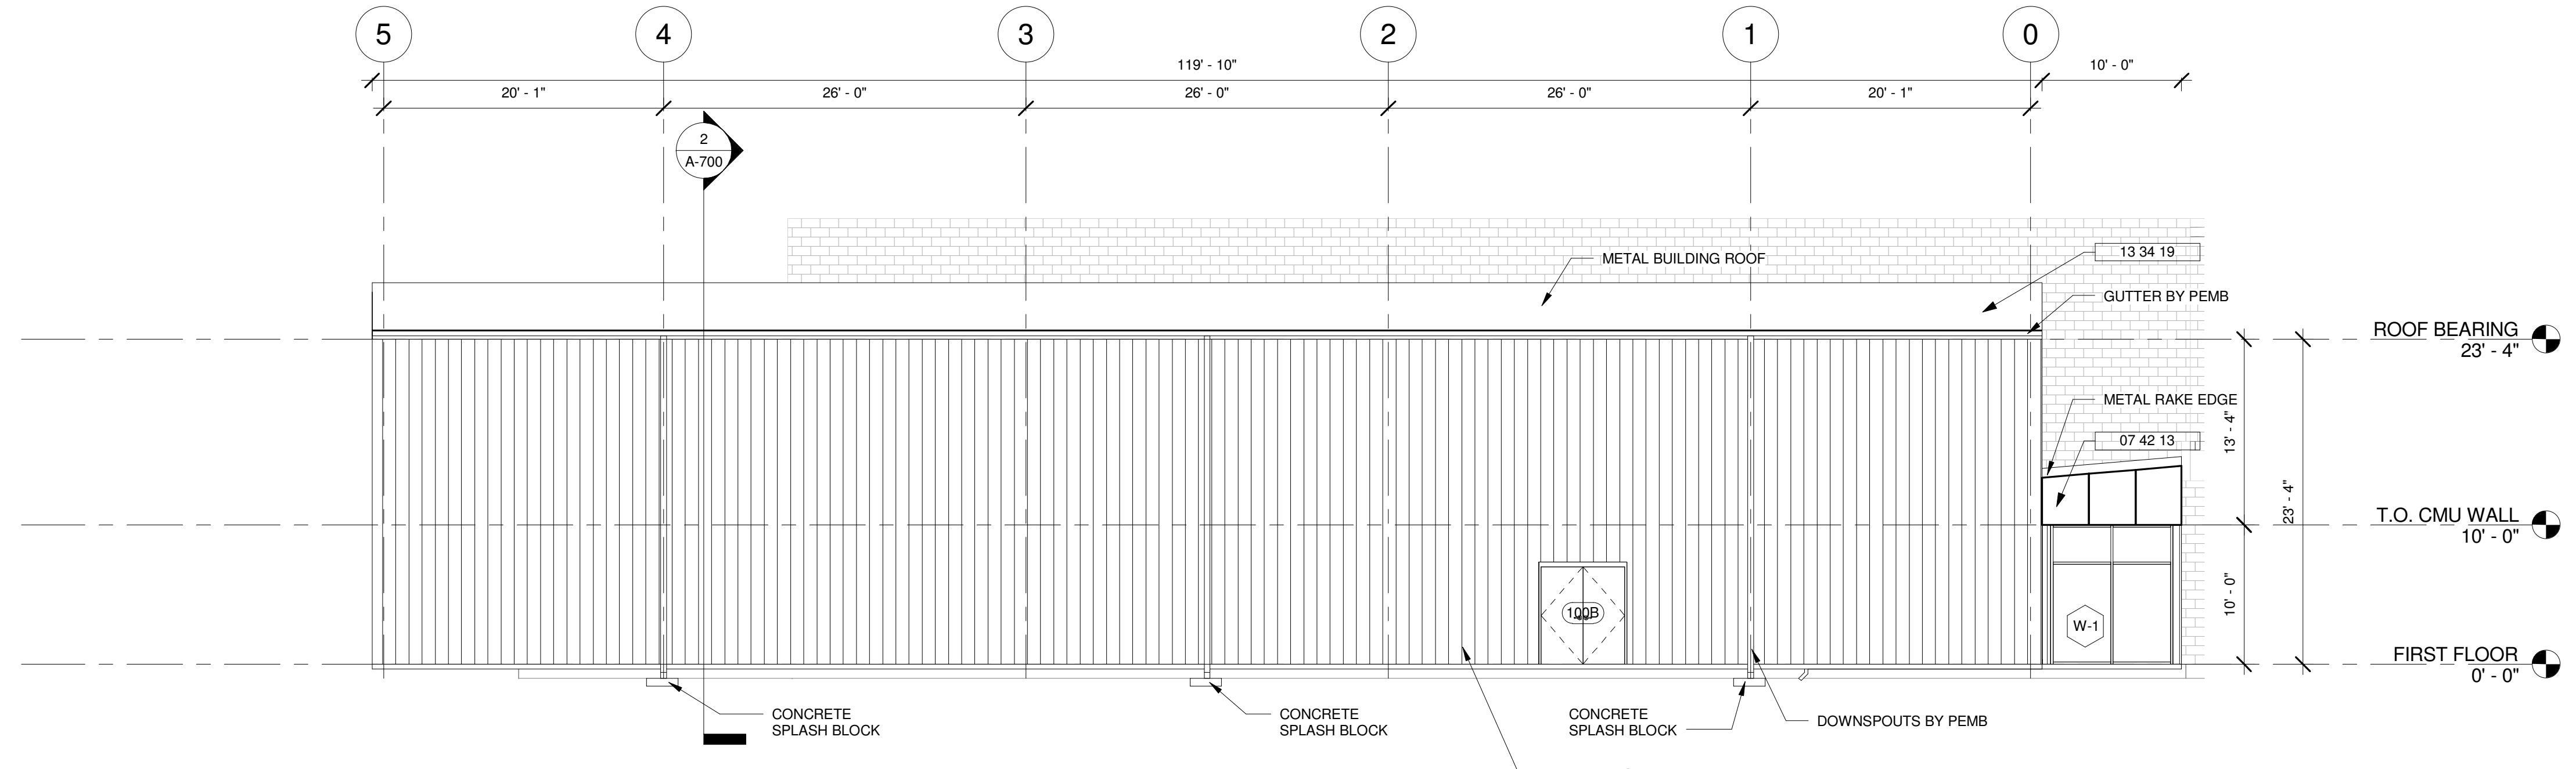 5
4
3
2
1
0
119' - 10"
10' - 0"
20' - 1"
26' - 0"
26' - 0"
26' - 0"
20' - 1"
2
A-700
METAL BUILDING ROOF
13 34 19
GUTTER BY PEMB
ROOF BEARING
23' - 4"
METAL RAKE EDGE
13' - 4"
07 42 13
23' - 4"
T.O. CMU WALL
10' - 0"
10' - 0"
100B
W-1
FIRST FLOOR
0' - 0"
CONCRETE
SPLASH BLOCK
CONCRETE
SPLASH BLOCK
CONCRETE
SPLASH BLOCK
DOWNSPOUTS BY PEMB